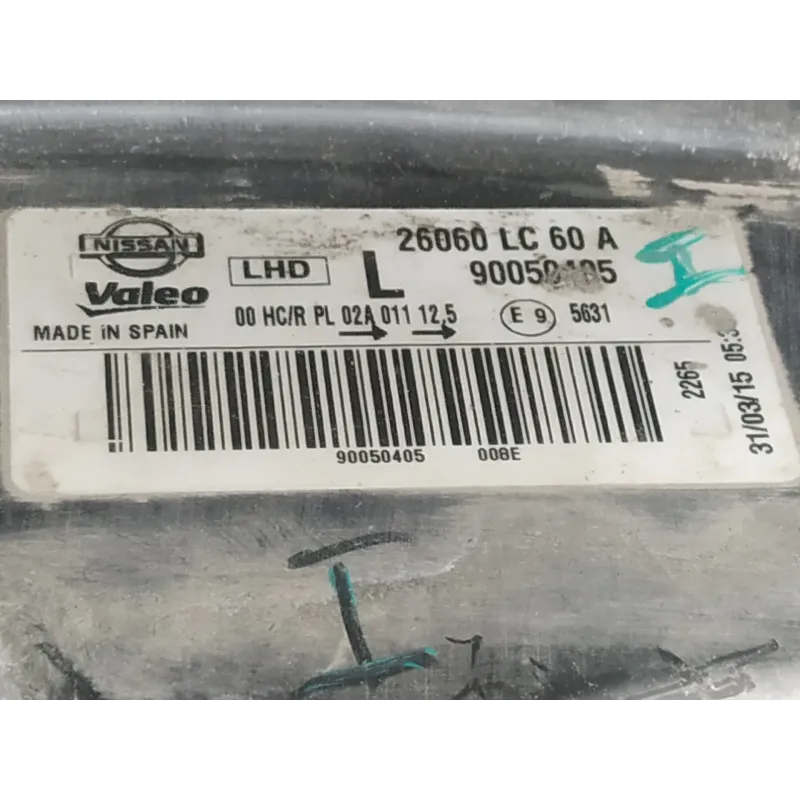 NISSAN
Valeo
MADE iN SPAIN
LHD
L
26060 LC 60 A
90050405
00 HC/R PL 02A 011 12,5
E 9
5631
90050405 008E
2265
31/03/15
I
I